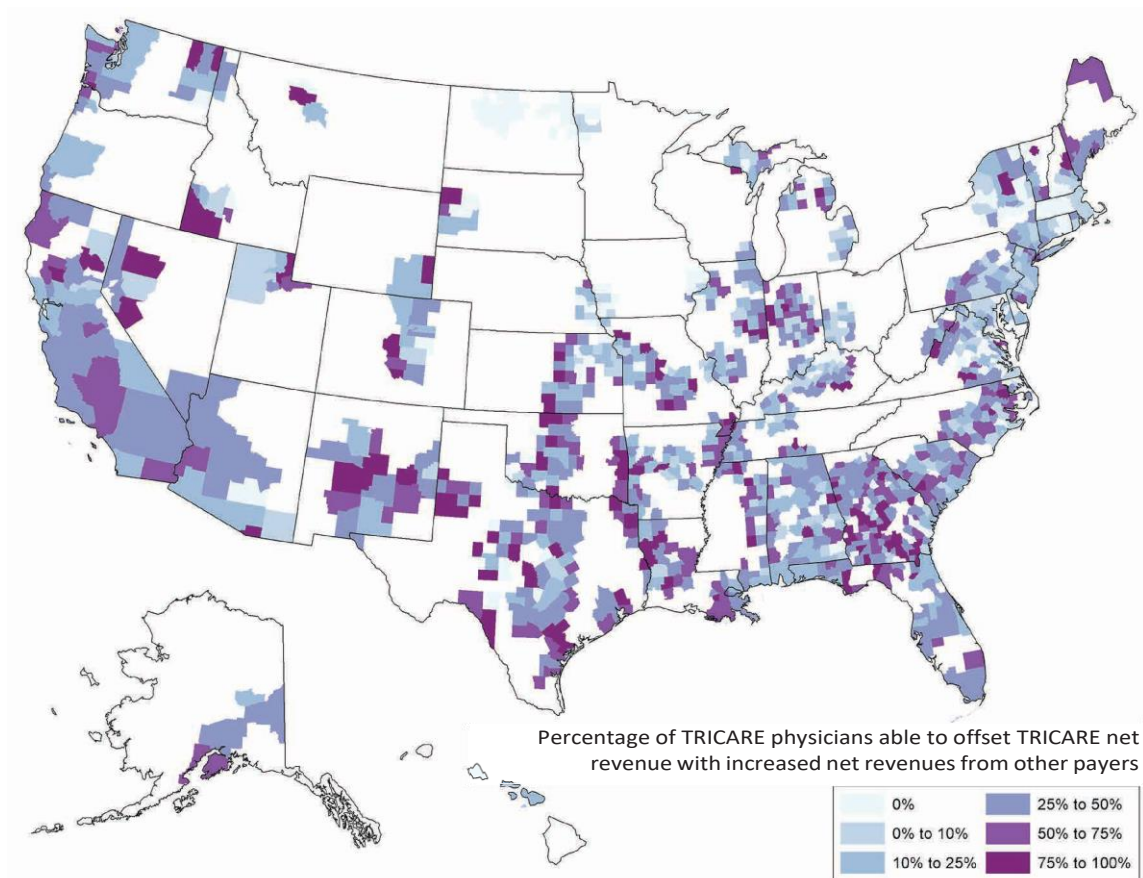 Percentage of TRICARE physicians able to offset TRICARE net
revenue with increased net revenues from other payers
0%
0% to 10%
10% to 25%
25% to 50%
50% to 75%
75% to 100%